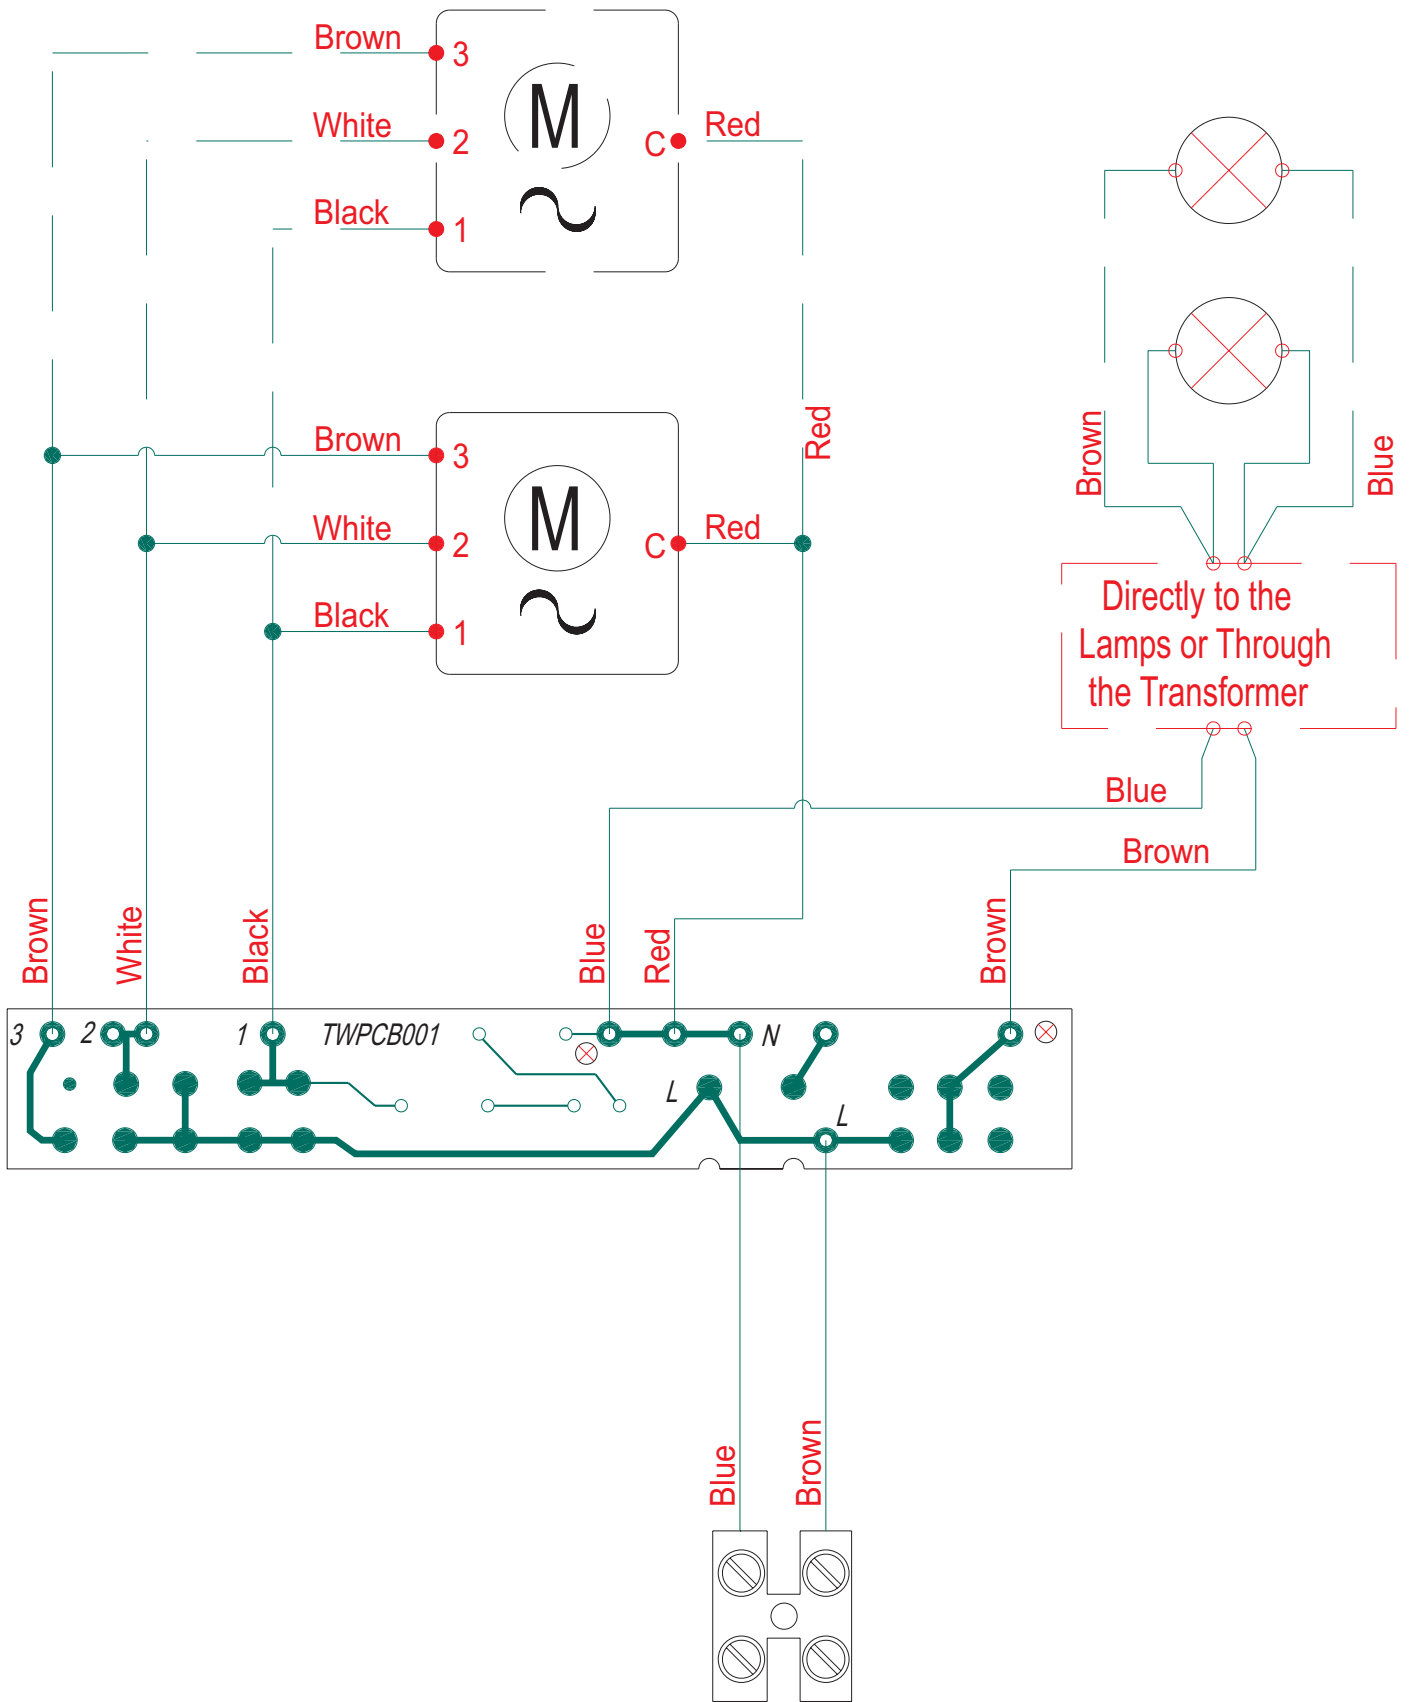 Brown
3
White
2
Black
1
M
C
Red
Brown
3
White
2
Black
1
M
C
Red
Red
Brown
Blue
Directly to the
Lamps or Through
the Transformer
Blue
Brown
Brown
White
Black
Blue
Red
Brown
3
2
1
TWPCB001
N
L
L
Blue
Brown